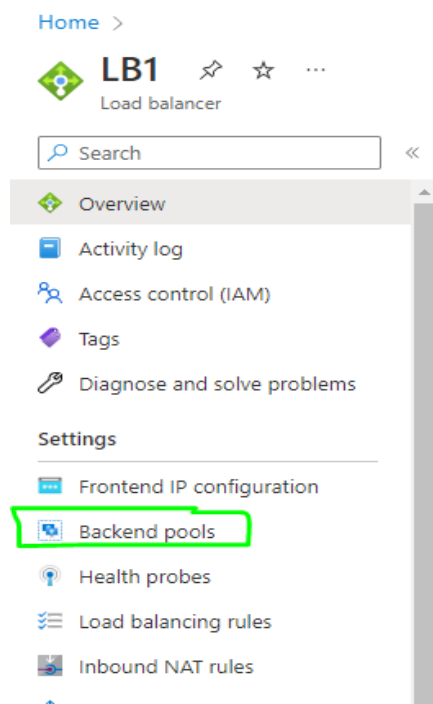 Home >
LB1 ...
Load balancer
Search «
Overview
Activity log
Access control (IAM)
Tags
Diagnose and solve problems
Settings
Frontend IP configuration
Backend pools
Health probes
Load balancing rules
Inbound NAT rules